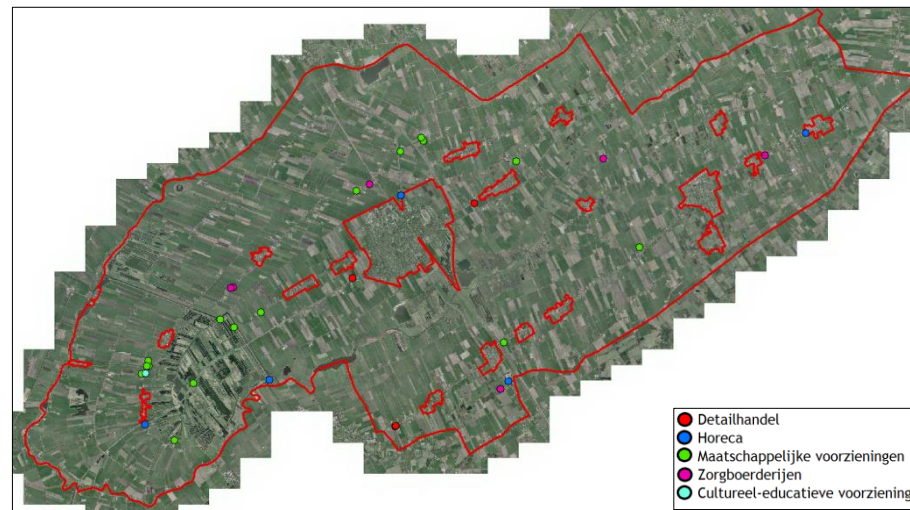 Detailhandel
Horeca
Maatschappelijke voorzieningen
Zorgboerderijen
Cultureel-educatieve voorziening